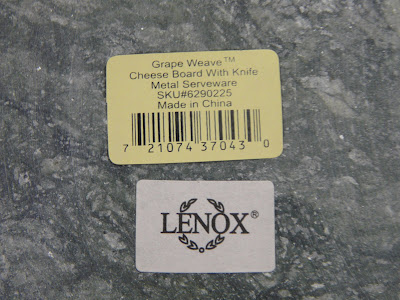 Grape Weave™
Cheese Board With Knife
Metal Serveware
SKU#6290225
Made in China
7 21074 37043 0
LENOX®